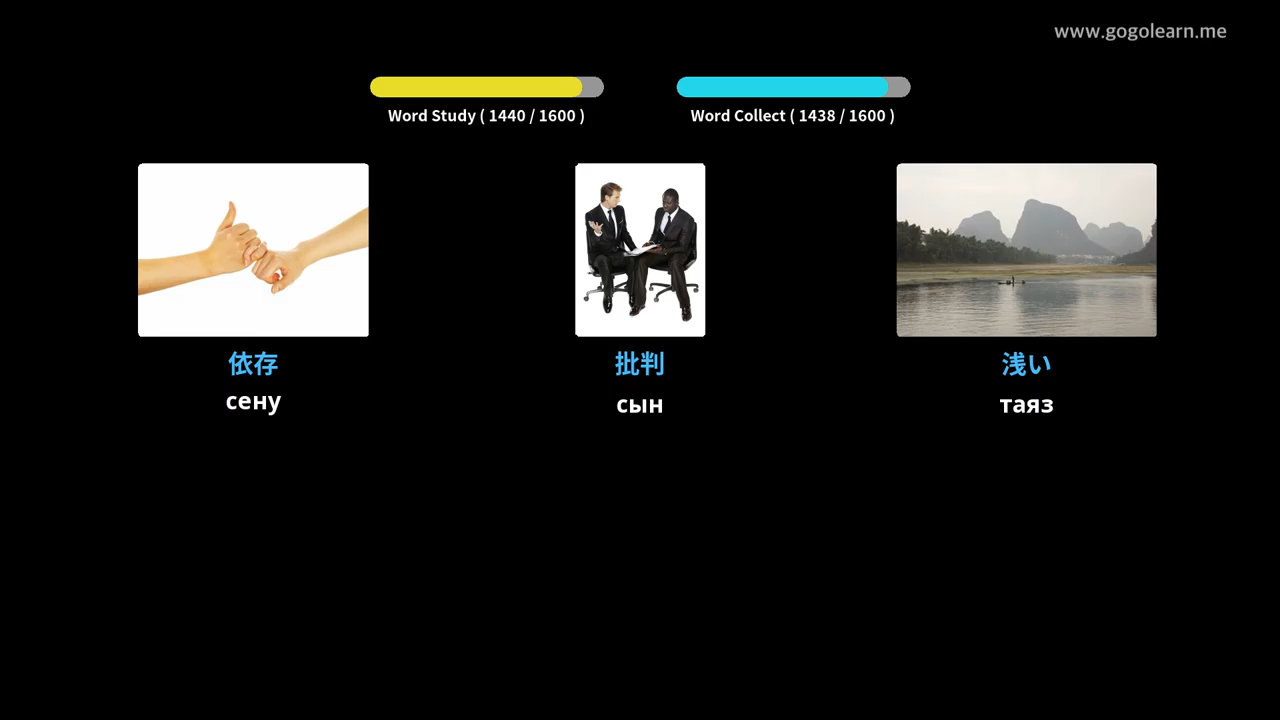 www.gogolearn.me
Word Study ( 1440 / 1600 )
Word Collect ( 1438 / 1600 )
依存
批判
浅い
сену
сын
таяз